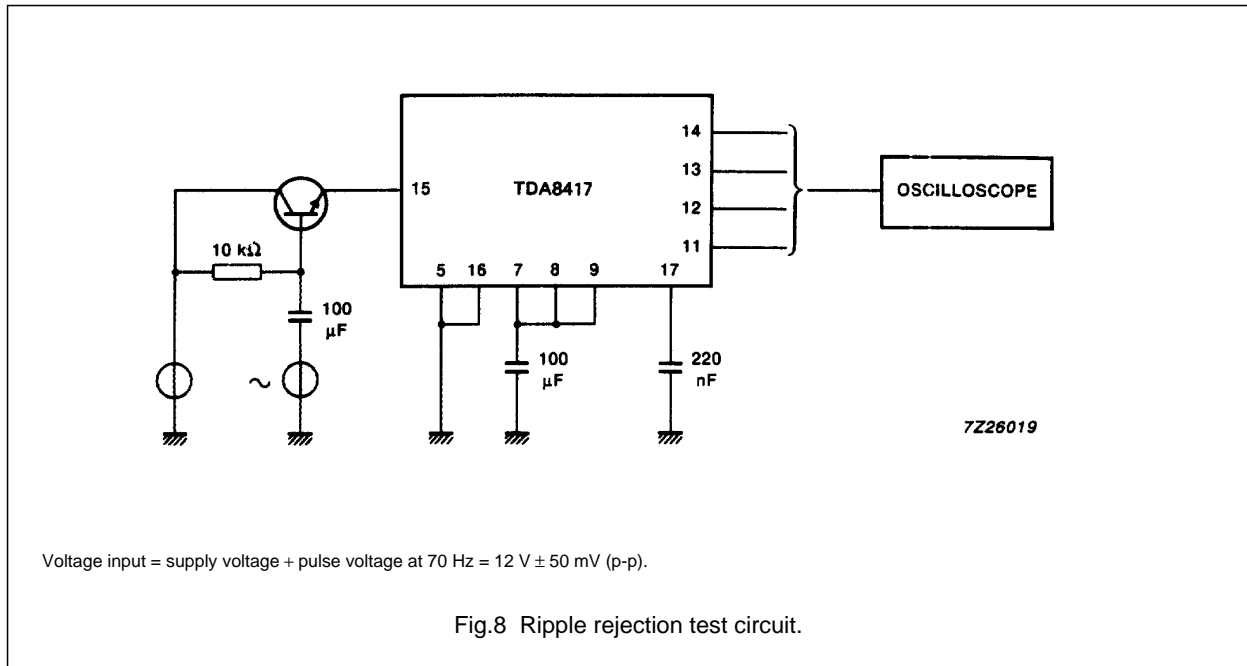 14
13
15 TDA8417 OSCILLOSCOPE
12
11
10 kΩ
5 16 7 8 9 17
100
μF
100
μF
220
nF
~
7Z26019
Voltage input = supply voltage + pulse voltage at 70 Hz = 12 V ± 50 mV (p-p).
Fig.8 Ripple rejection test circuit.